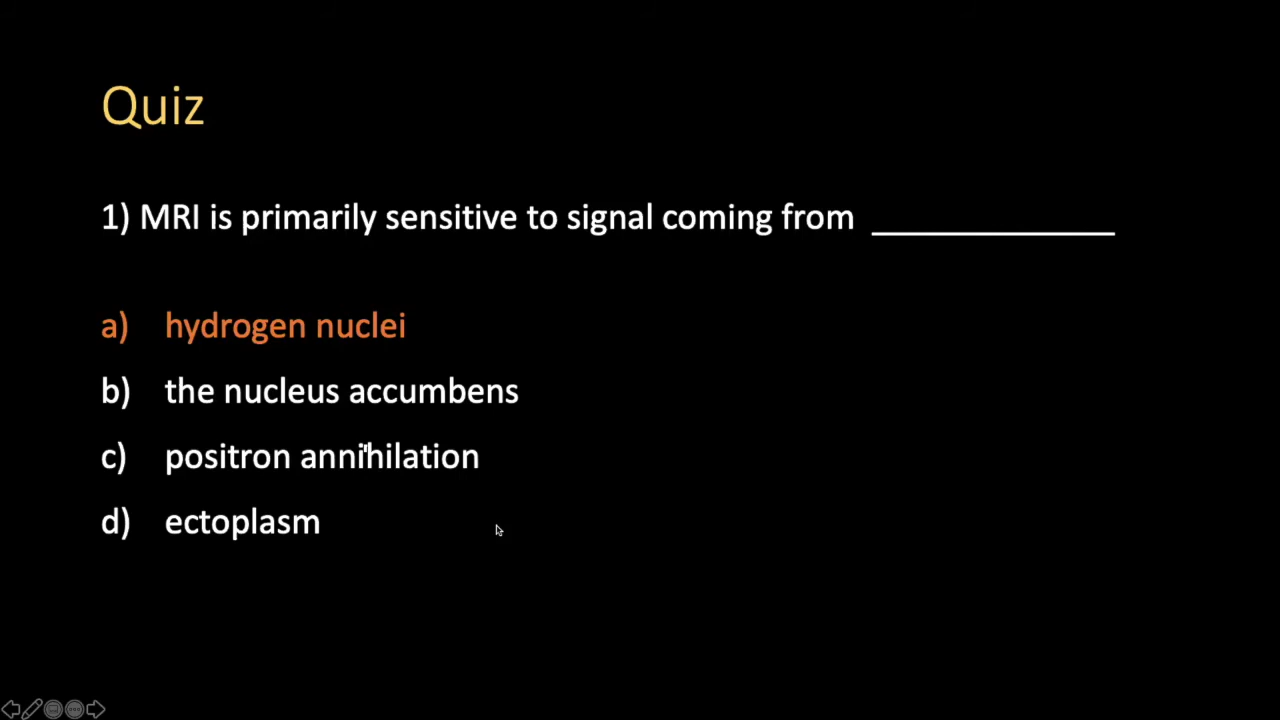 Quiz
1) MRI is primarily sensitive to signal coming from ______________
a) hydrogen nuclei
b) the nucleus accumbens
c) positron annihilation
d) ectoplasm